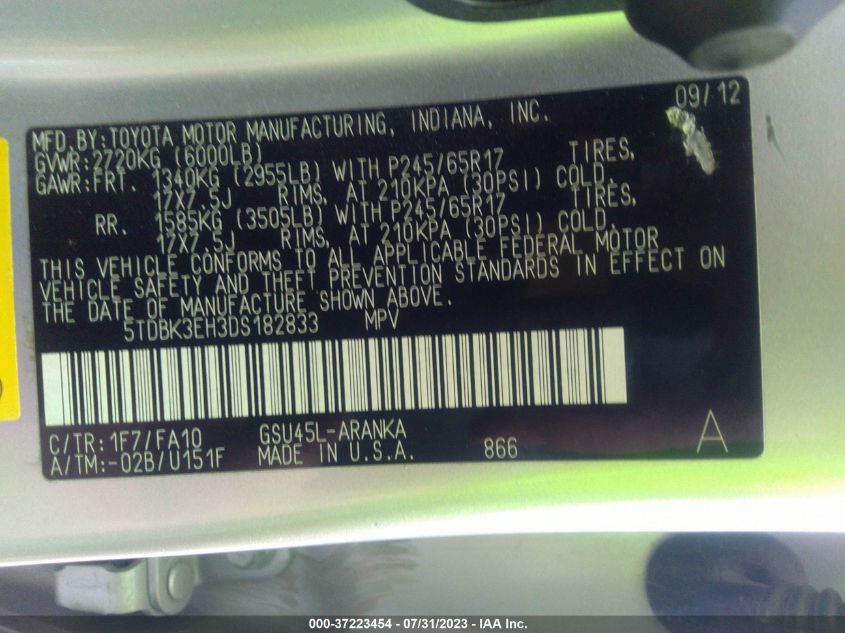 09/12
MFD.BY:TOYOTA MOTOR MANUFACTURING, INDIANA, INC.
GVWR:2720KG (6000LB)
GAWR:FRT. 1340KG (2955LB) WITH P245/65R17 TIRES,
17X7.5J RIMS, AT 210KPA (30PSI) COLD.
RR. 1585KG (3505LB) WITH P245/65R17 TIRES,
17X7.5J RIMS, AT 210KPA (30PSI) COLD.
THIS VEHICLE CONFORMS TO ALL APPLICABLE FEDERAL MOTOR
VEHICLE SAFETY AND THEFT PREVENTION STANDARDS IN EFFECT ON
THE DATE OF MANUFACTURE SHOWN ABOVE.
5TDBK3EH3DS182833 MPV
C/TR:1F7/FA10 GSU45L-ARANKA
A/TM:-02B/U151F MADE IN U.S.A. 866 A
000-37223454 - 07/31/2023 - IAA Inc.